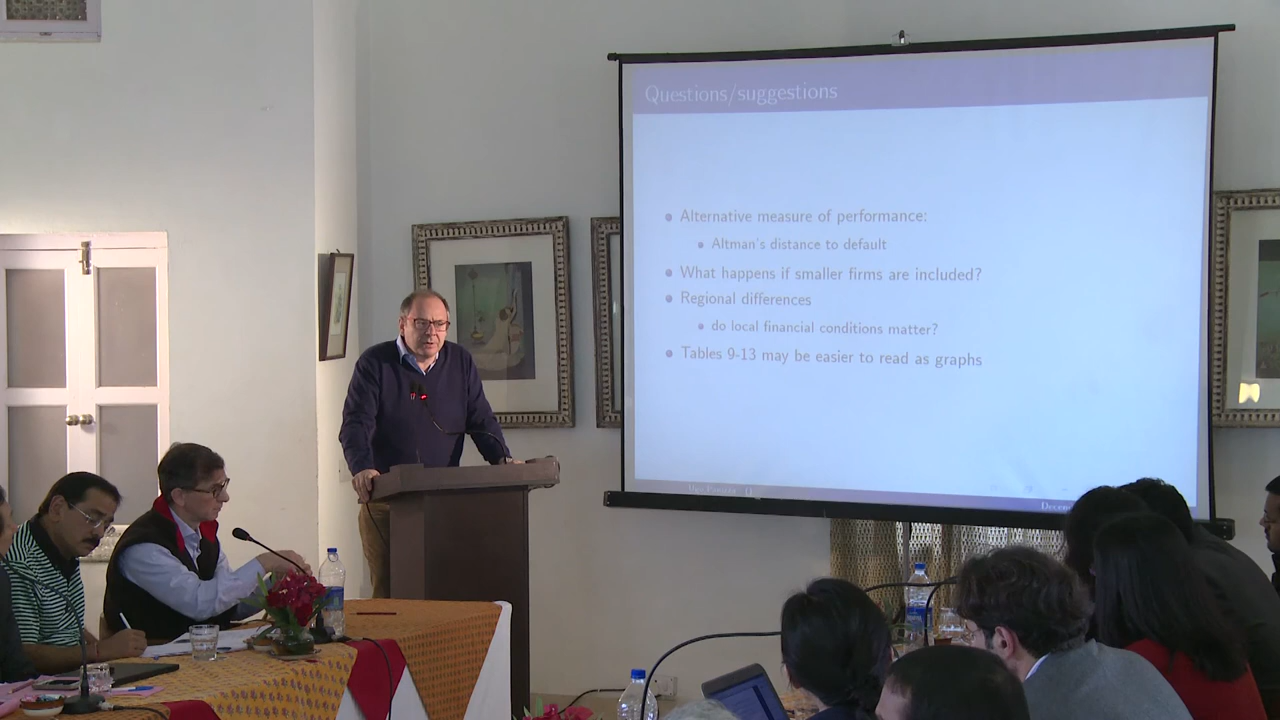 Questions/suggestions
Alternative measure of performance:
Altman's distance to default
What happens if smaller firms are included?
Regional differences
do local financial conditions matter?
Tables 9-13 may be easier to read as graphs